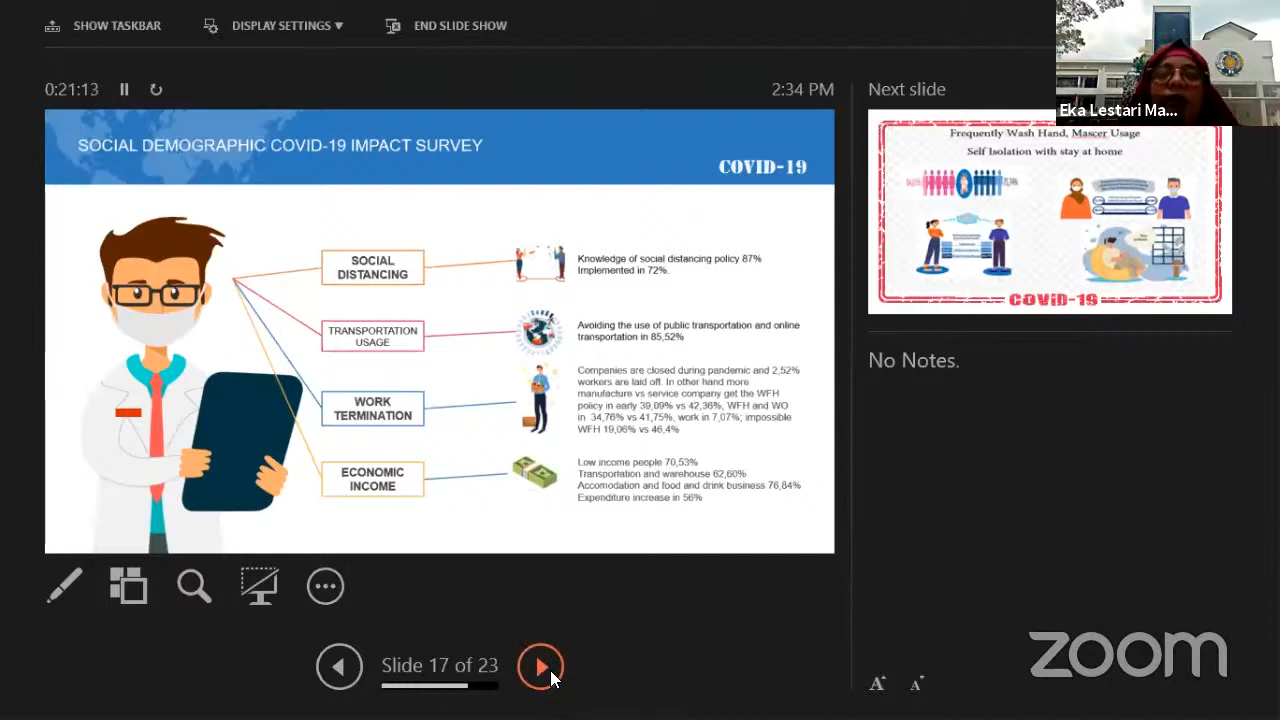 SHOW TASKBAR
DISPLAY SETTINGS ▼
END SLIDE SHOW
0:21:13
2:34 PM
Next slide
Eka Lestari Ma...
SOCIAL DEMOGRAPHIC COVID-19 IMPACT SURVEY
COVID-19
SOCIAL
DISTANCING
Knowledge of social distancing policy 87%
Implemented in 72%.
TRANSPORTATION
USAGE
Avoiding the use of public transportation and online
transportation in 85,52%
WORK
TERMINATION
Companies are closed during pandemic and 2,52%
workers are laid off. In other hand more
manufacture vs service company get the WFH
policy in early 39,09% vs 42,36%, WFH and WO
in 34,76% vs 41,75%, work in 7,07%; impossible
WFH 19,06% vs 46,4%
ECONOMIC
INCOME
Low income people 70,53%
Transportation and warehouse 62,60%
Accomodation and food and drink business 76,84%
Expenditure increase in 56%
Frequently Wash Hand, Mascer Usage
Self Isolation with stay at home
COVID-19
No Notes.
Slide 17 of 23
A A
zoom